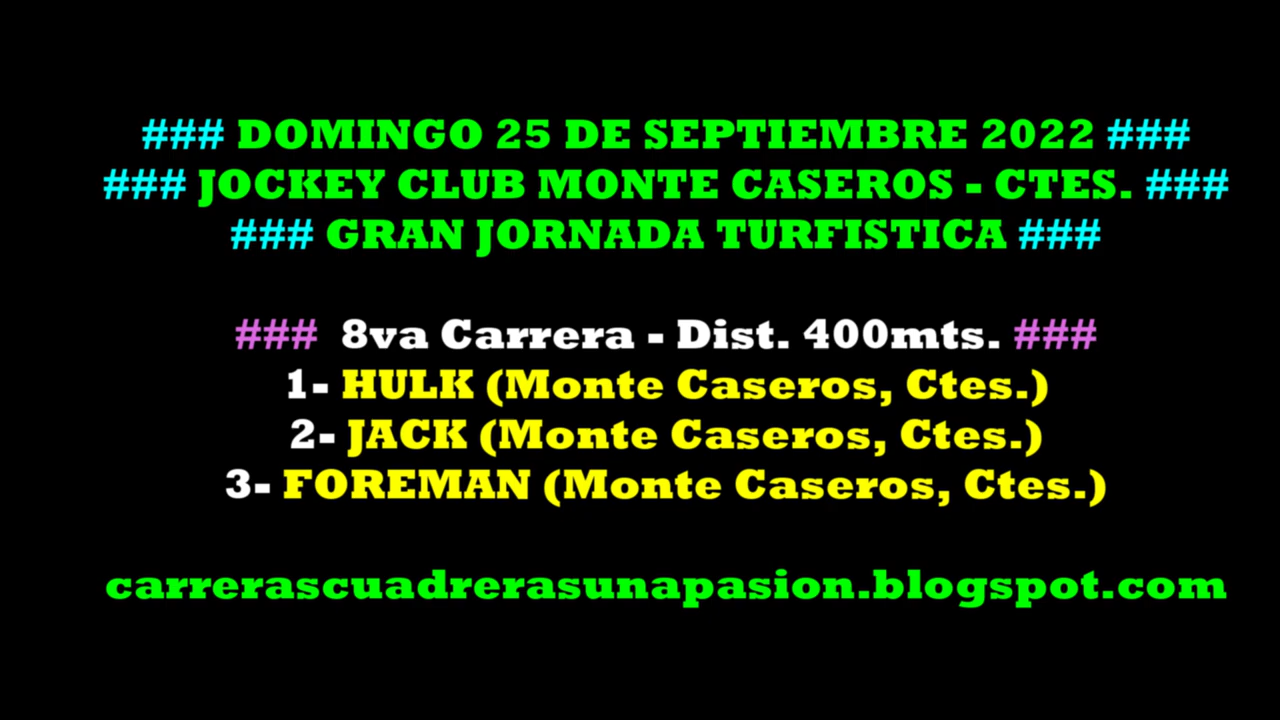 ### DOMINGO 25 DE SEPTIEMBRE 2022 ###
### JOCKEY CLUB MONTE CASEROS - CTES. ###
### GRAN JORNADA TURFISTICA ###
### 8va Carrera - Dist. 400mts. ###
1- HULK (Monte Caseros, Ctes.)
2- JACK (Monte Caseros, Ctes.)
3- FOREMAN (Monte Caseros, Ctes.)
carrerascuadrerasunapasion.blogspot.com